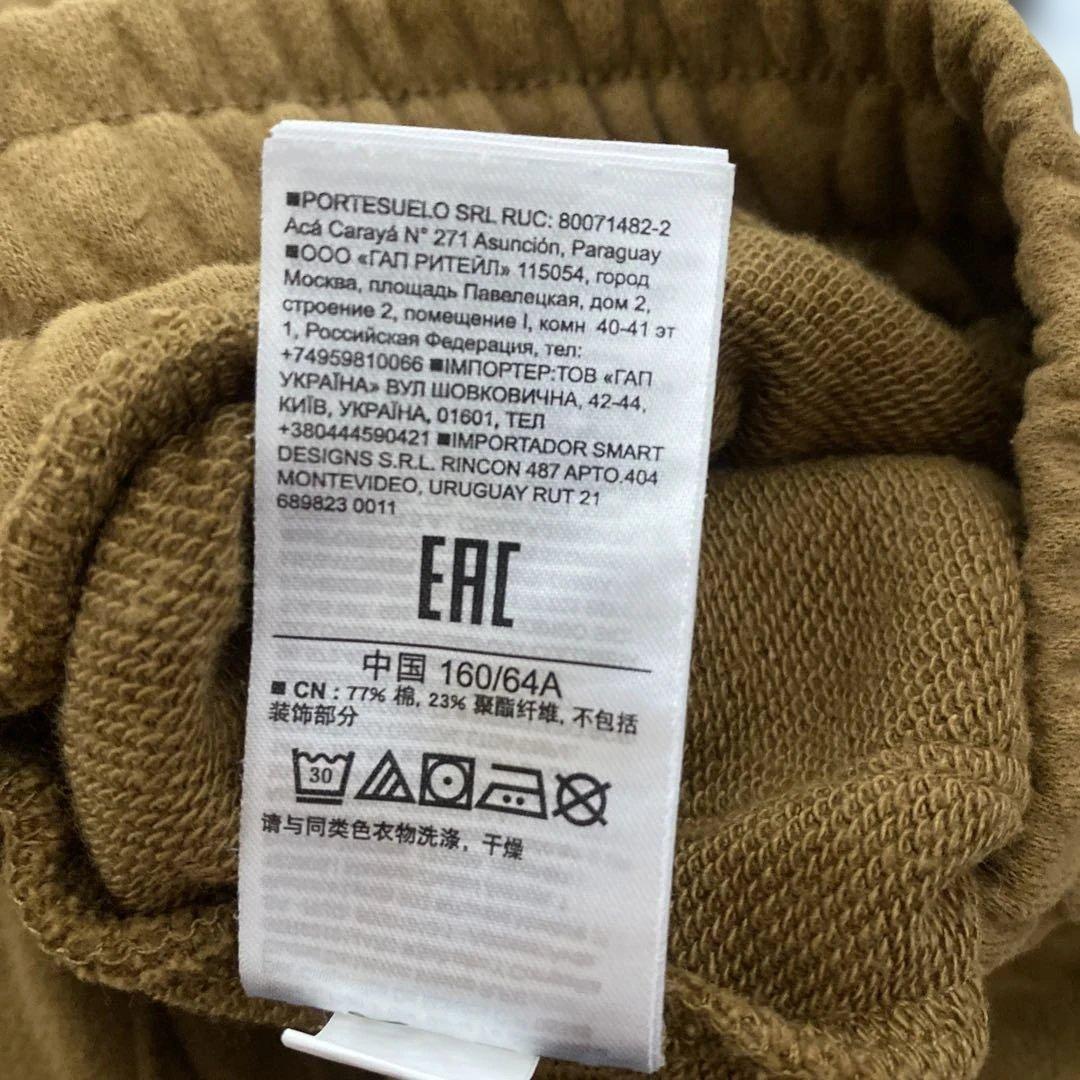 ■PORTESUELO SRL RUC: 80071482-2
Acá Carayá N° 271 Asunción, Paraguay
■ООО «ГАП РИТЕЙЛ» 115054, город
Москва, площадь Павелецкая, дом 2,
строение 2, помещение I, комн 40-41 эт
1, Российская Федерация, тел:
+74959810066 ■ІМПОРТЕР:ТОВ «ГАП
УКРАЇНА» ВУЛ ШОВКОВИЧНА, 42-44,
КИЇВ, УКРАЇНА, 01601, ТЕЛ
+380444590421 ■IMPORTADOR SMART
DESIGNS S.R.L. RINCON 487 APTO.404
MONTEVIDEO, URUGUAY RUT 21
689823 0011
EAC
中国 160/64A
■ CN : 77% 棉, 23% 聚酯纤维, 不包括
装饰部分
30
请与同类色衣物洗涤, 干燥